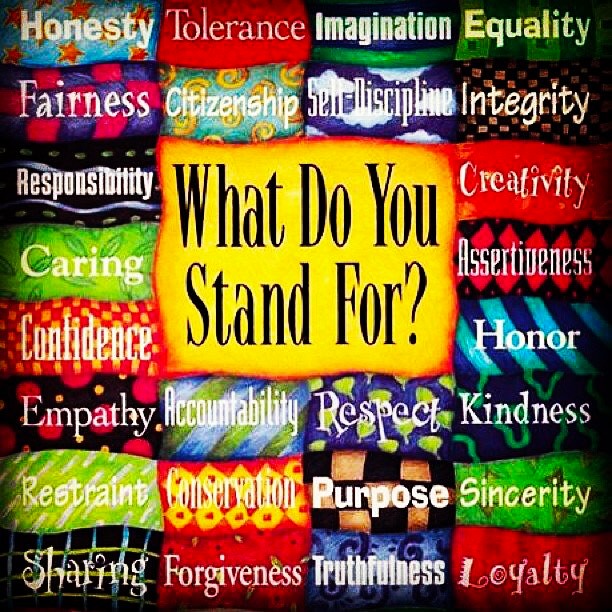 Honesty Tolerance Imagination Equality
Fairness Citizenship Self-Discipline Integrity
Responsibility Creativity
What Do You
Stand For?
Caring Assertiveness
Confidence Honor
Empathy Accountability Respect Kindness
Restraint Conservation Purpose Sincerity
Sharing Forgiveness Truthfulness Loyalty